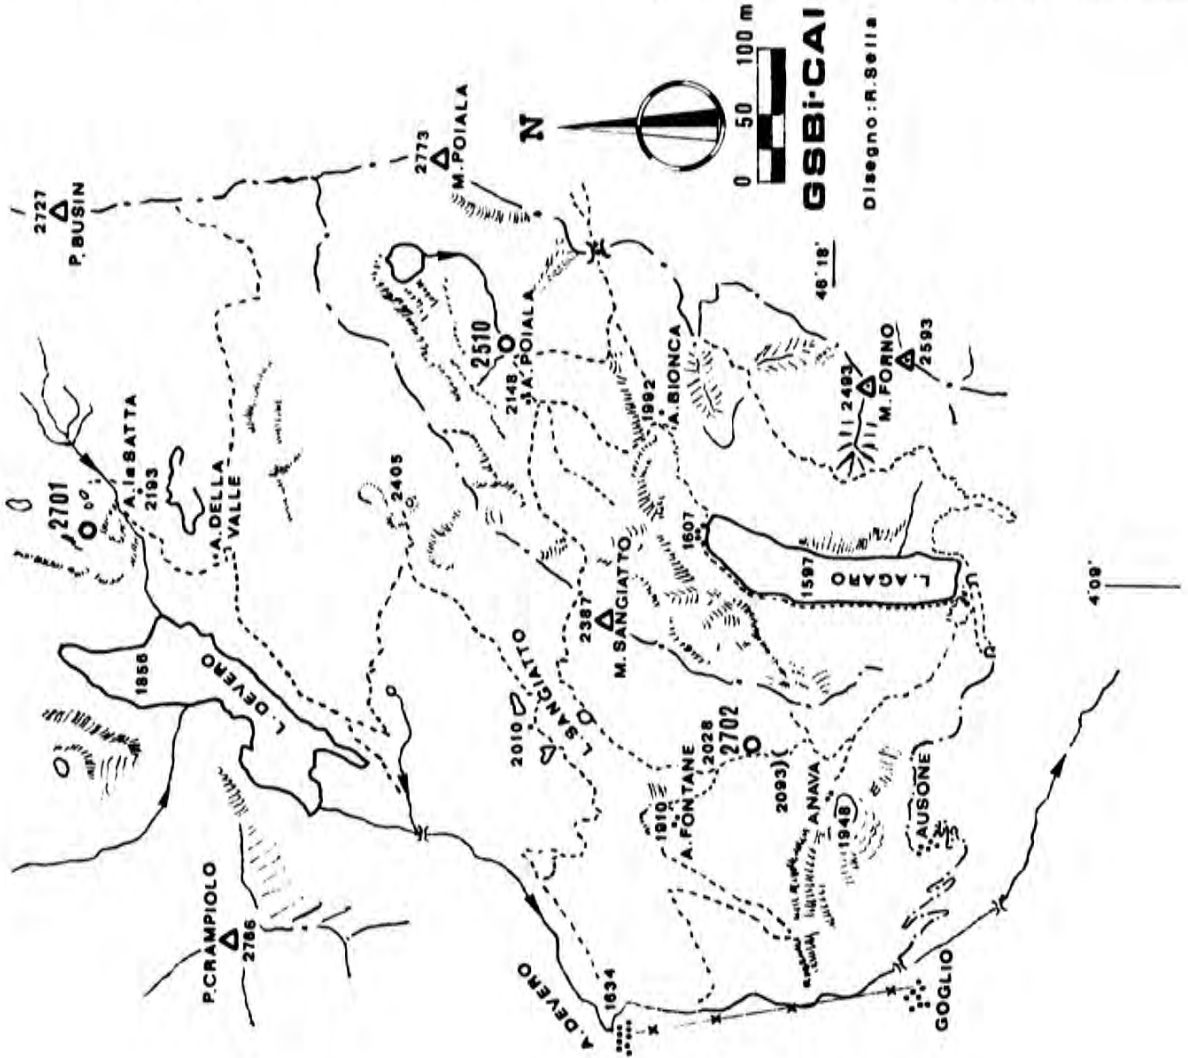 2727
P.BUSIN
2773
M.POIALA
N
0 50 100 m
GSBi·CAI
Disegno:R.Sella
46°18'
2701
A.la SATTA
2193
A.DELLA
VALLE
2405
2510
2148
A. POIALA
1992
A.BIONCA
2493
M.FORNO
2593
1856
L. DEVERO
2387
M. SANGIATTO
1607
1597
L. AGARO
4°09'
2010
L. SANGIATTO
P.CRAMPIOLO
2766
1910
A.FONTANE
2028
2702
2093
ANAVA
1948
AUSONE
A. DEVERO
1634
GOGLIO